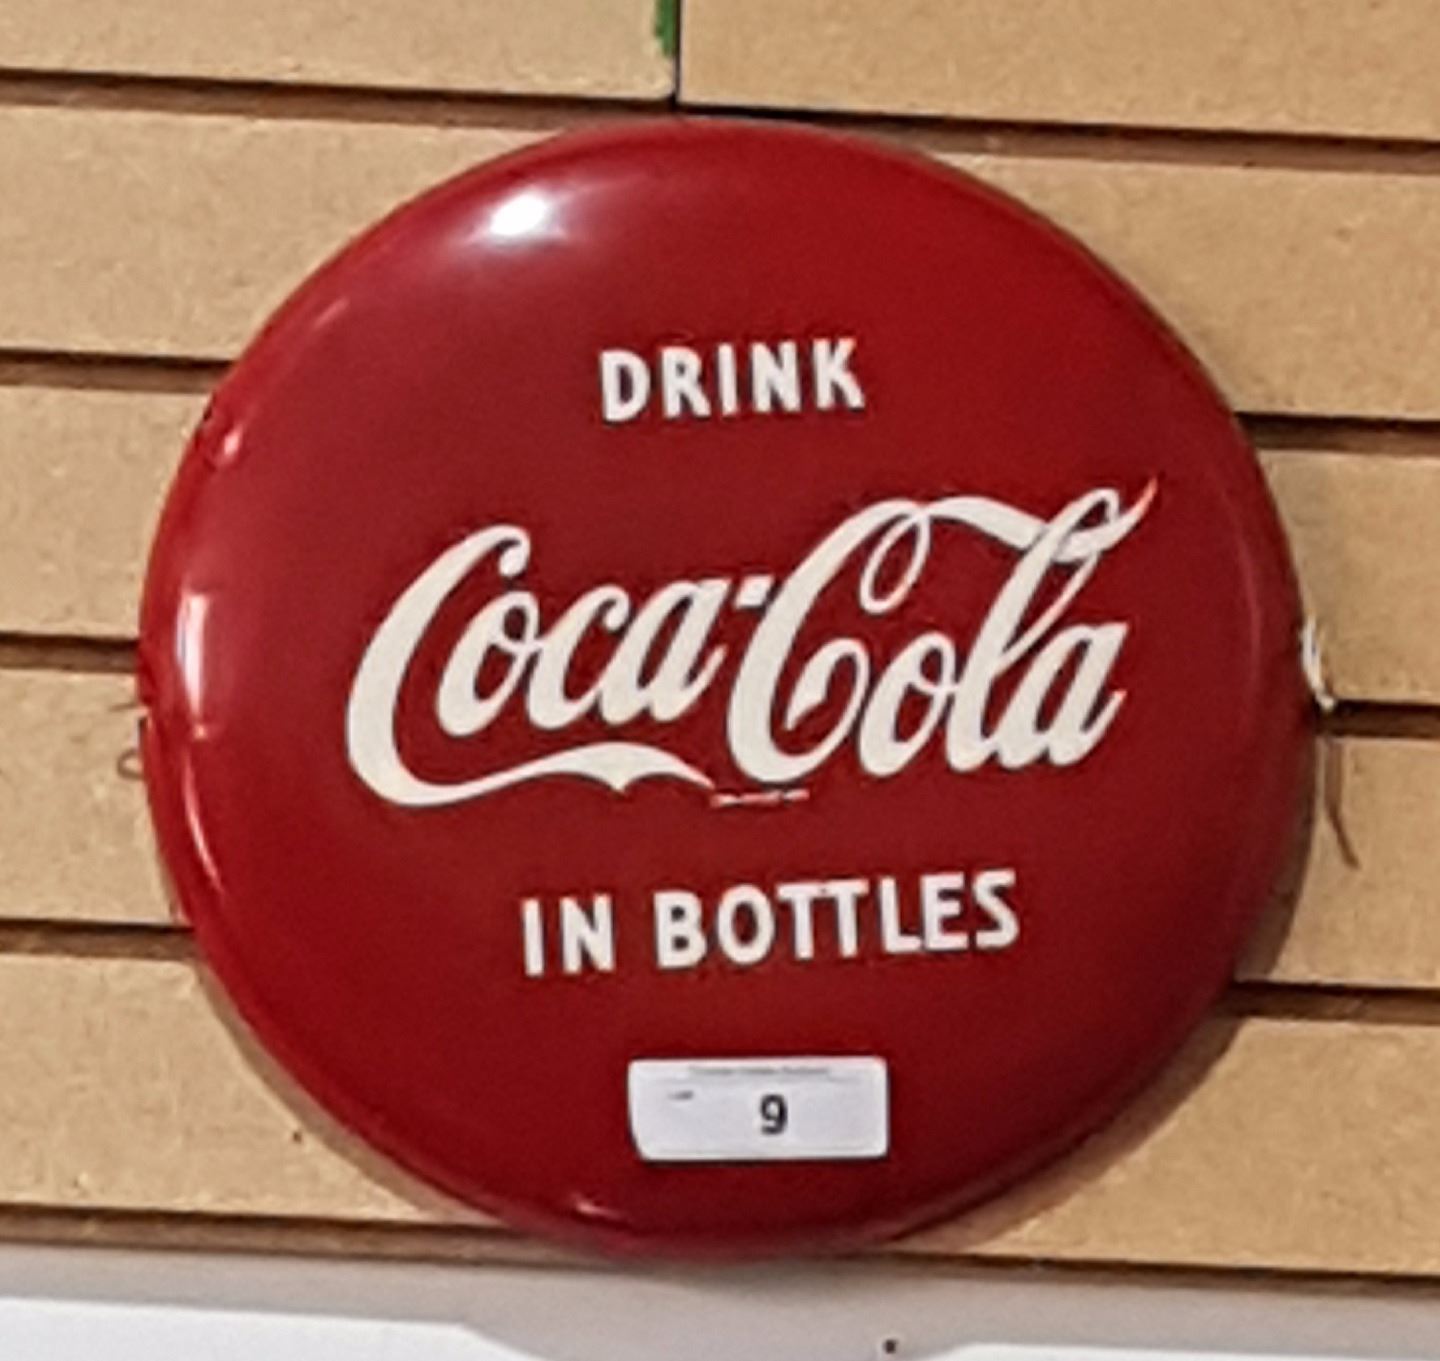 DRINK
Coca-Cola
IN BOTTLES
9